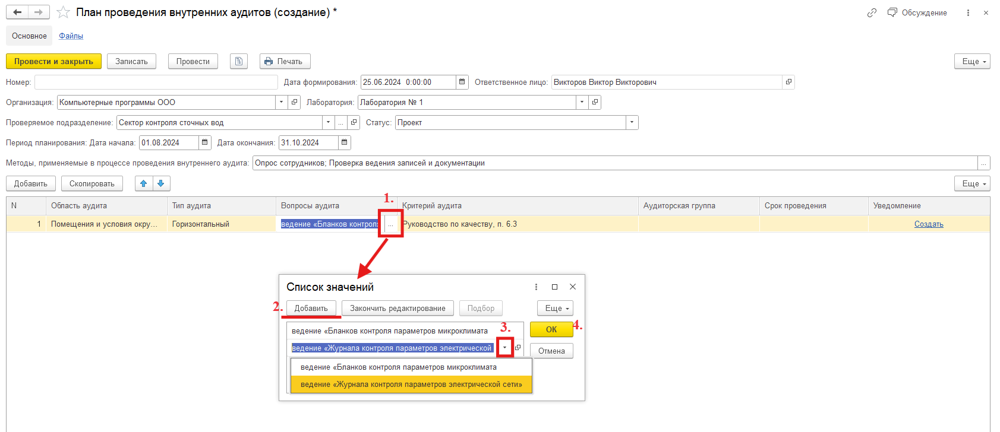 План проведения внутренних аудитов (создание) *
Обсуждение
Основное Файлы
Провести и закрыть Записать Провести Печать Еще
Номер: Дата формирования: 25.06.2024 0:00:00 Ответственное лицо: Викторов Виктор Викторович
Организация: Компьютерные программы ООО Лаборатория: Лаборатория № 1
Проверяемое подразделение: Сектор контроля сточных вод ... Статус: Проект
Период планирования: Дата начала: 01.08.2024 Дата окончания: 31.10.2024
Методы, применяемые в процессе проведения внутреннего аудита: Опрос сотрудников; Проверка ведения записей и документации ...
Добавить Скопировать Еще
1.
N Область аудита Тип аудита Вопросы аудита Критерий аудита Аудиторская группа Срок проведения Уведомление
1 Помещения и условия окру... Горизонтальный ведение «Бланков контроля ... Руководство по качеству, п. 6.3 Создать
Список значений
2. Добавить Закончить редактирование Подбор Еще
ведение «Бланков контроля параметров микроклимата 3. ОК 4.
ведение «Журнала контроля параметров электрической Отмена
ведение «Бланков контроля параметров микроклимата
ведение «Журнала контроля параметров электрической сети»